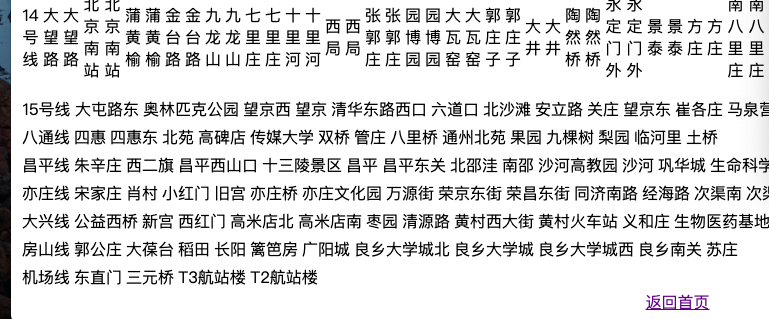 14号线 大望路 大望路 北京南站 北京南站 蒲黄榆 蒲黄榆 金台路 金台路 九龙山 九龙山 七里庄 七里庄 十里河 十里河 西局 西局 张郭庄 张郭庄 园博园 园博园 大瓦窑 大瓦窑 郭庄子 郭庄子 大井 大井 陶然桥 陶然桥 永定门外 永定门外 景泰 景泰 方庄 方庄 南八里庄 南八里庄
15号线 大屯路东 奥林匹克公园 望京西 望京 清华东路西口 六道口 北沙滩 安立路 关庄 望京东 崔各庄 马泉营
八通线 四惠 四惠东 北苑 高碑店 传媒大学 双桥 管庄 八里桥 通州北苑 果园 九棵树 梨园 临河里 土桥
昌平线 朱辛庄 西二旗 昌平西山口 十三陵景区 昌平 昌平东关 北邵洼 南邵 沙河高教园 沙河 巩华城 生命科学
亦庄线 宋家庄 肖村 小红门 旧宫 亦庄桥 亦庄文化园 万源街 荣京东街 荣昌东街 同济南路 经海路 次渠南 次渠
大兴线 公益西桥 新宫 西红门 高米店北 高米店南 枣园 清源路 黄村西大街 黄村火车站 义和庄 生物医药基地
房山线 郭公庄 大葆台 稻田 长阳 篱笆房 广阳城 良乡大学城北 良乡大学城 良乡大学城西 良乡南关 苏庄
机场线 东直门 三元桥 T3航站楼 T2航站楼
返回首页